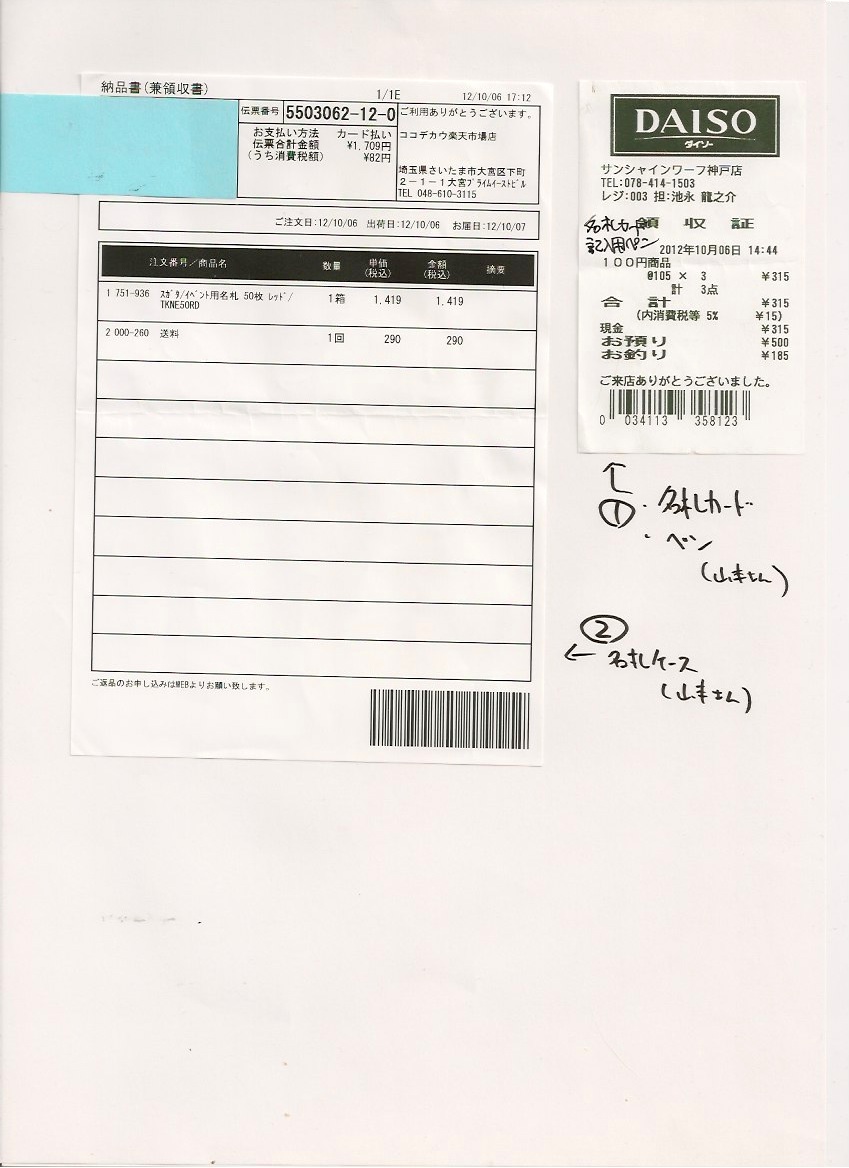 納品書(兼領収書)
1/1E
12/10/06 17:12
伝票番号 5503062-12-0
お支払い方法 カード払い
伝票合計金額 ¥1,709円
(うち消費税額) ¥82円
ご利用ありがとうございます。
ココデカウ楽天市場店
埼玉県さいたま市大宮区下町
2-1-1大宮プライムイーストビル
TEL 048-610-3115
ご注文日:12/10/06 出荷日:12/10/06 お届日:12/10/07
注文番号/商品名 数量 単価(税込) 金額(税込) 摘要
1 751-936 スガタ/イベント用名札 50枚 レッド/ 1箱 1,419 1,419
TKNE50RD
2 000-260 送料 1回 290 290
ご返品のお申し込みはWEBよりお願い致します。
DAISO
ダイソー
サンシャインワーフ神戸店
TEL:078-414-1503
レジ:003 担:池永 龍之介
領収証
名札カード
記入用ペン
2012年10月06日 14:44
100円商品
@105 × 3 ¥315
計 3点
合計 ¥315
(内消費税等 5% ¥15)
現金 ¥315
お預り ¥500
お釣り ¥185
ご来店ありがとうございました。
0 034113 358123
↑
① ・名札カード
・ペン
(山本さん)
②
← 名札ケース
(山本さん)